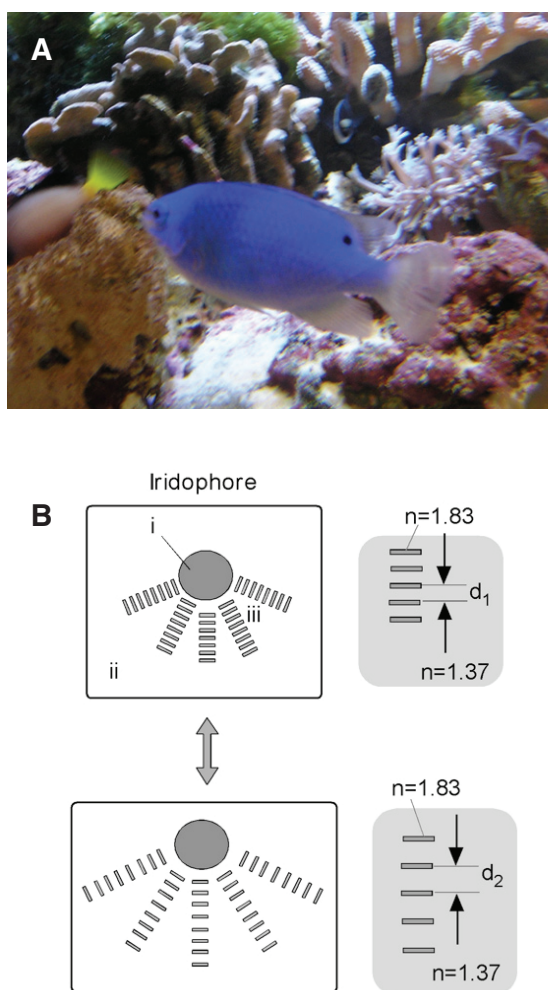 A
B
Iridophore
i
ii
iii
n=1.83
d₁
n=1.37
n=1.83
d₂
n=1.37